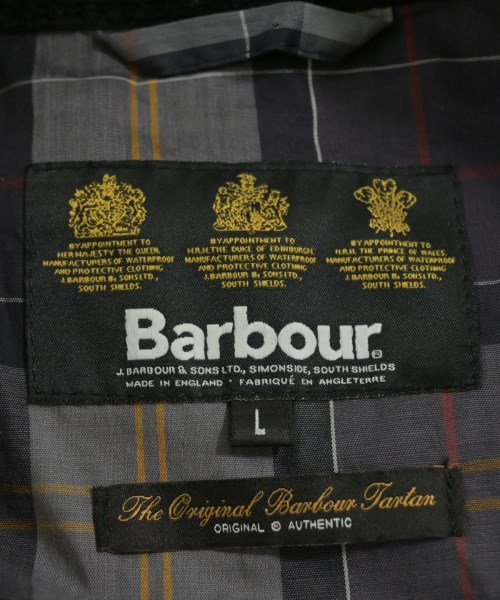 BY APPOINTMENT TO
HER MAJESTY THE QUEEN
MANUFACTURERS OF WATERPROOF
AND PROTECTIVE CLOTHING
J. BARBOUR & SONS LTD,
SOUTH SHIELDS.
BY APPOINTMENT TO
H.R.H. THE DUKE OF EDINBURGH
MANUFACTURERS OF WATERPROOF
AND PROTECTIVE CLOTHING
J. BARBOUR & SONS LTD,
SOUTH SHIELDS.
BY APPOINTMENT TO
H.R.H. THE PRINCE OF WALES.
MANUFACTURERS OF WATERPROOF
AND PROTECTIVE CLOTHING
J. BARBOUR & SONS LTD,
SOUTH SHIELDS.
Barbour®
J. BARBOUR & SONS LTD., SIMONSIDE, SOUTH SHIELDS
MADE IN ENGLAND · FABRIQUÉ EN ANGLETERRE
L
The Original Barbour Tartan
ORIGINAL ® AUTHENTIC